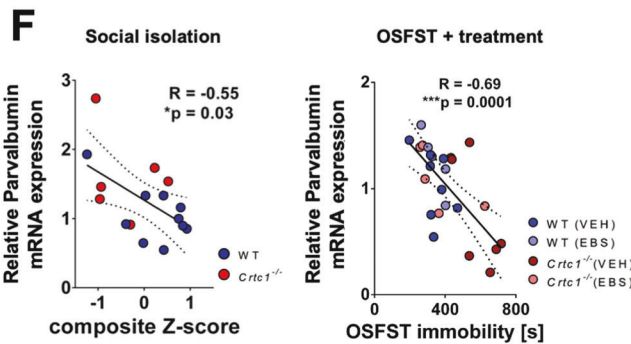 F
Social isolation
Relative Parvalbumin
mRNA expression
3
2
1
0
R = -0.55
*p = 0.03
-1
0
1
composite Z-score
WT
Crtc1-/-
OSFST + treatment
Relative Parvalbumin
mRNA expression
2
1
0
R = -0.69
***p = 0.0001
0
400
800
OSFST immobility [s]
WT (VEH)
WT (EBS)
Crtc1-/-(VEH)
Crtc1-/-(EBS)